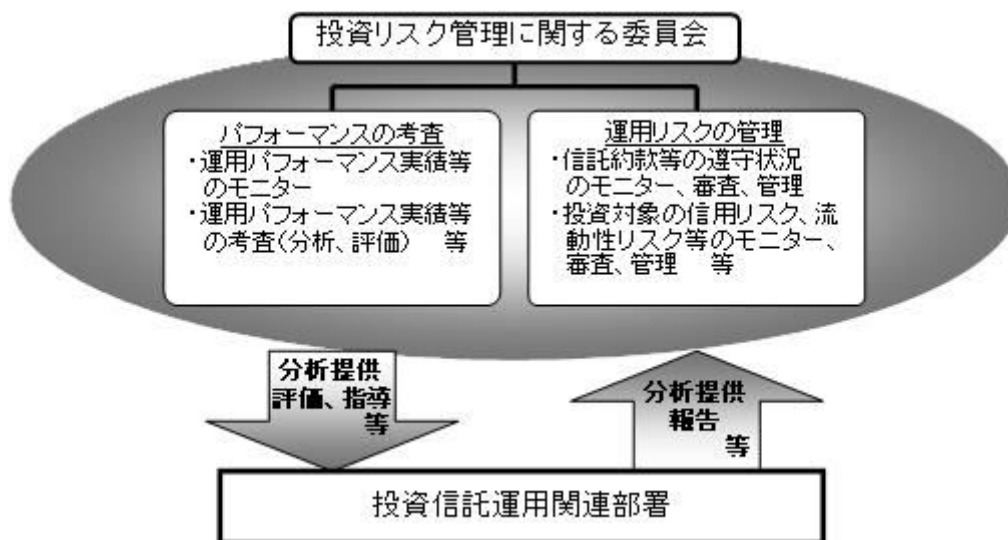 投資リスク管理に関する委員会
パフォーマンスの考査
・運用パフォーマンス実績等
のモニター
・運用パフォーマンス実績等
の考査(分析、評価)　等
運用リスクの管理
・信託約款等の遵守状況
のモニター、審査、管理
・投資対象の信用リスク、流
動性リスク等のモニター、
審査、管理　等
分析提供
評価、指導
等
分析提供
報告
等
投資信託運用関連部署